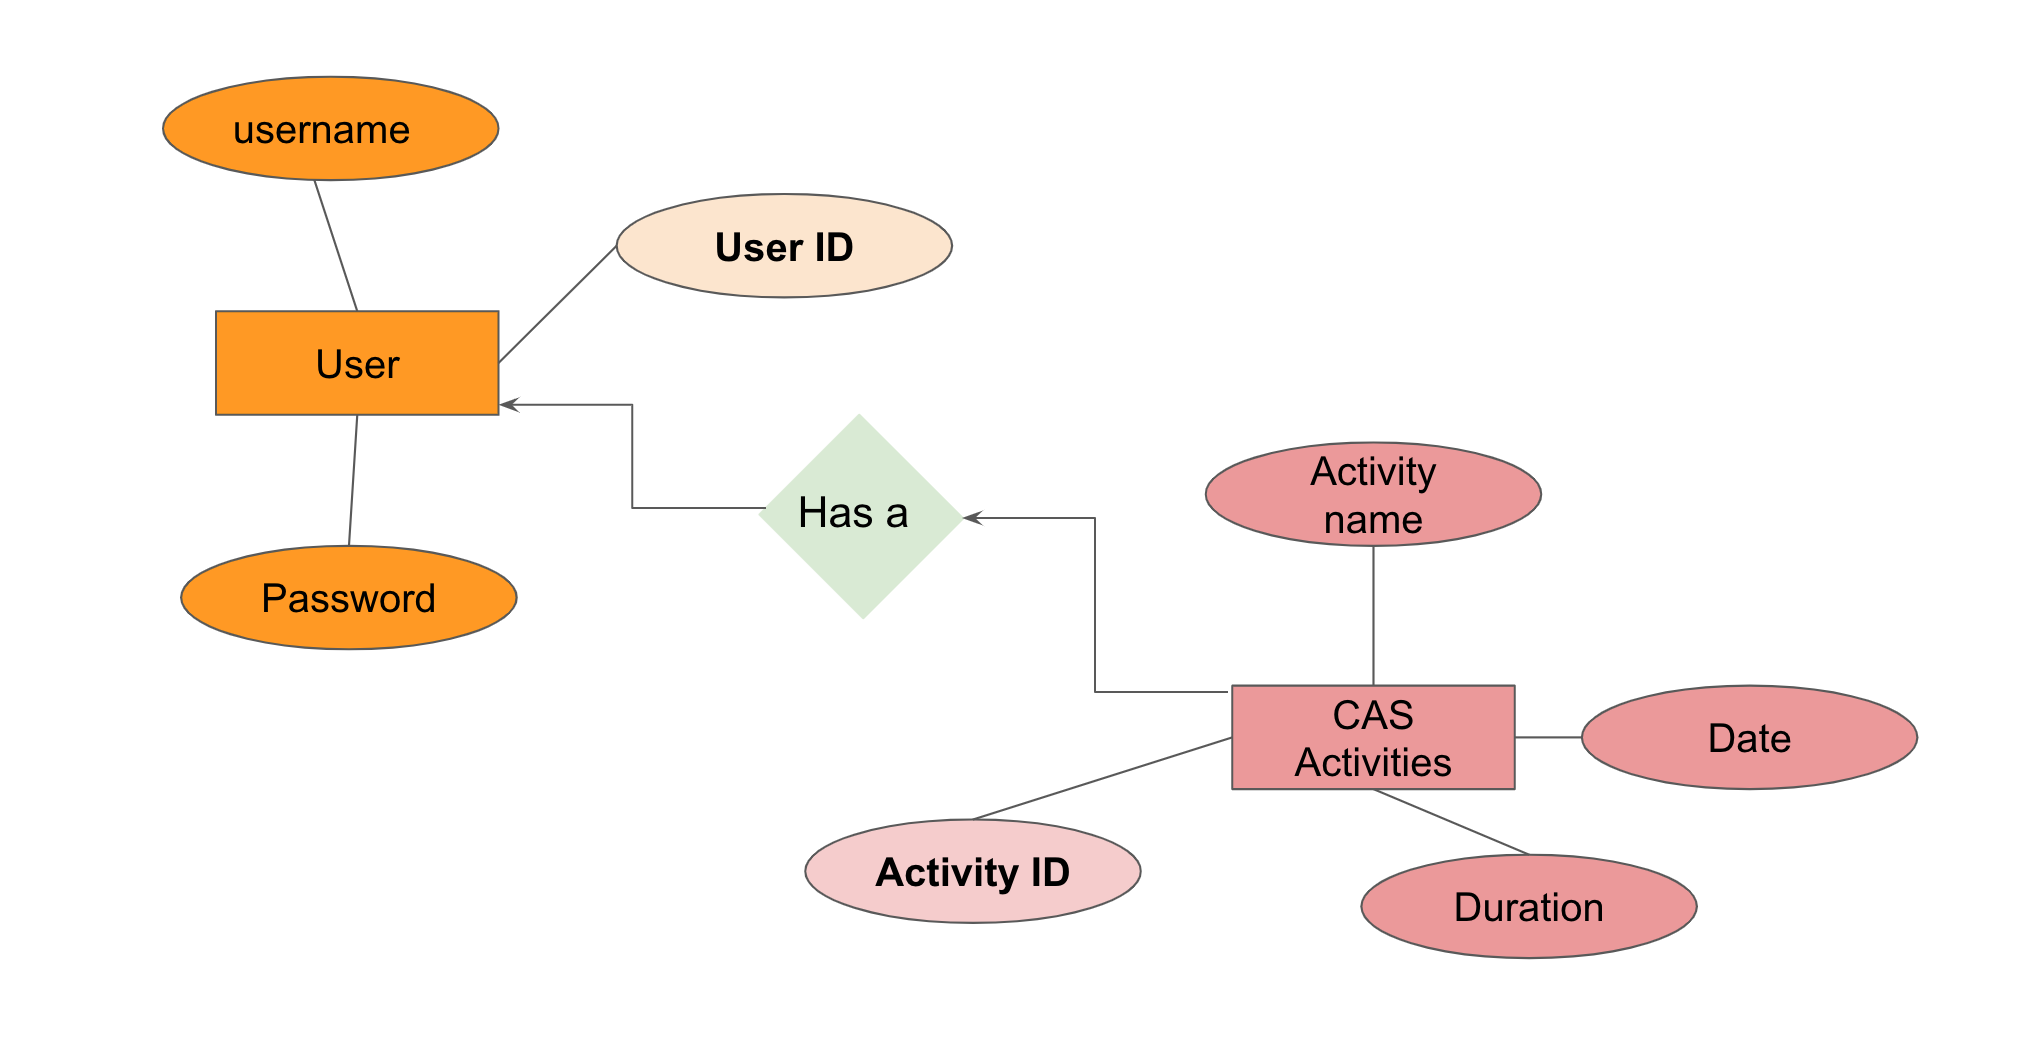 username
User ID
User
Has a
Activity
name
Password
CAS
Activities
Date
Activity ID
Duration